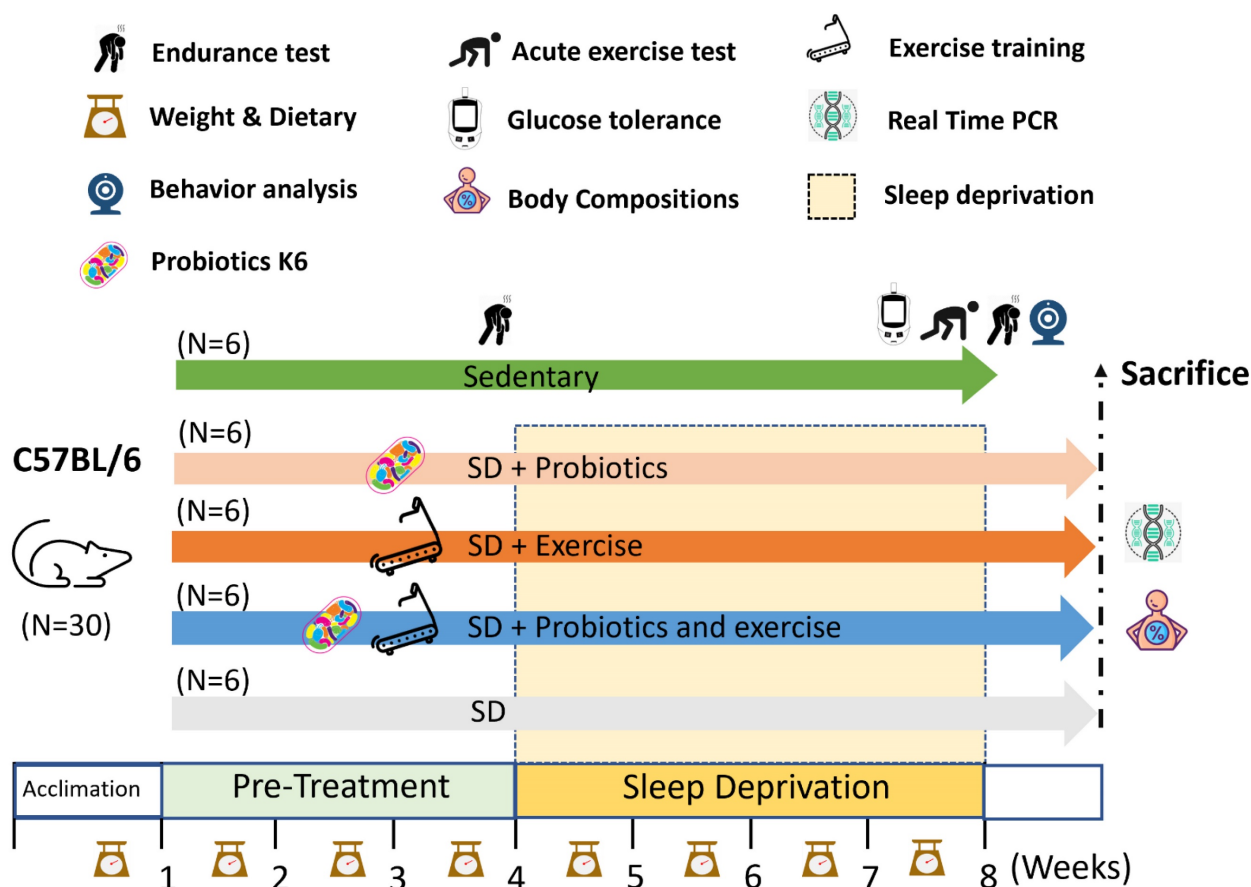 Endurance test
Acute exercise test
Exercise training
Weight & Dietary
Glucose tolerance
Real Time PCR
Behavior analysis
%
Body Compositions
Sleep deprivation
Probiotics K6
(N=6)
Sedentary
Sacrifice
(N=6)
C57BL/6
SD + Probiotics
(N=6)
SD + Exercise
(N=6)
(N=30)
SD + Probiotics and exercise
%
(N=6)
SD
Acclimation
Pre-Treatment
Sleep Deprivation
1 2 3 4 5 6 7 8 (Weeks)